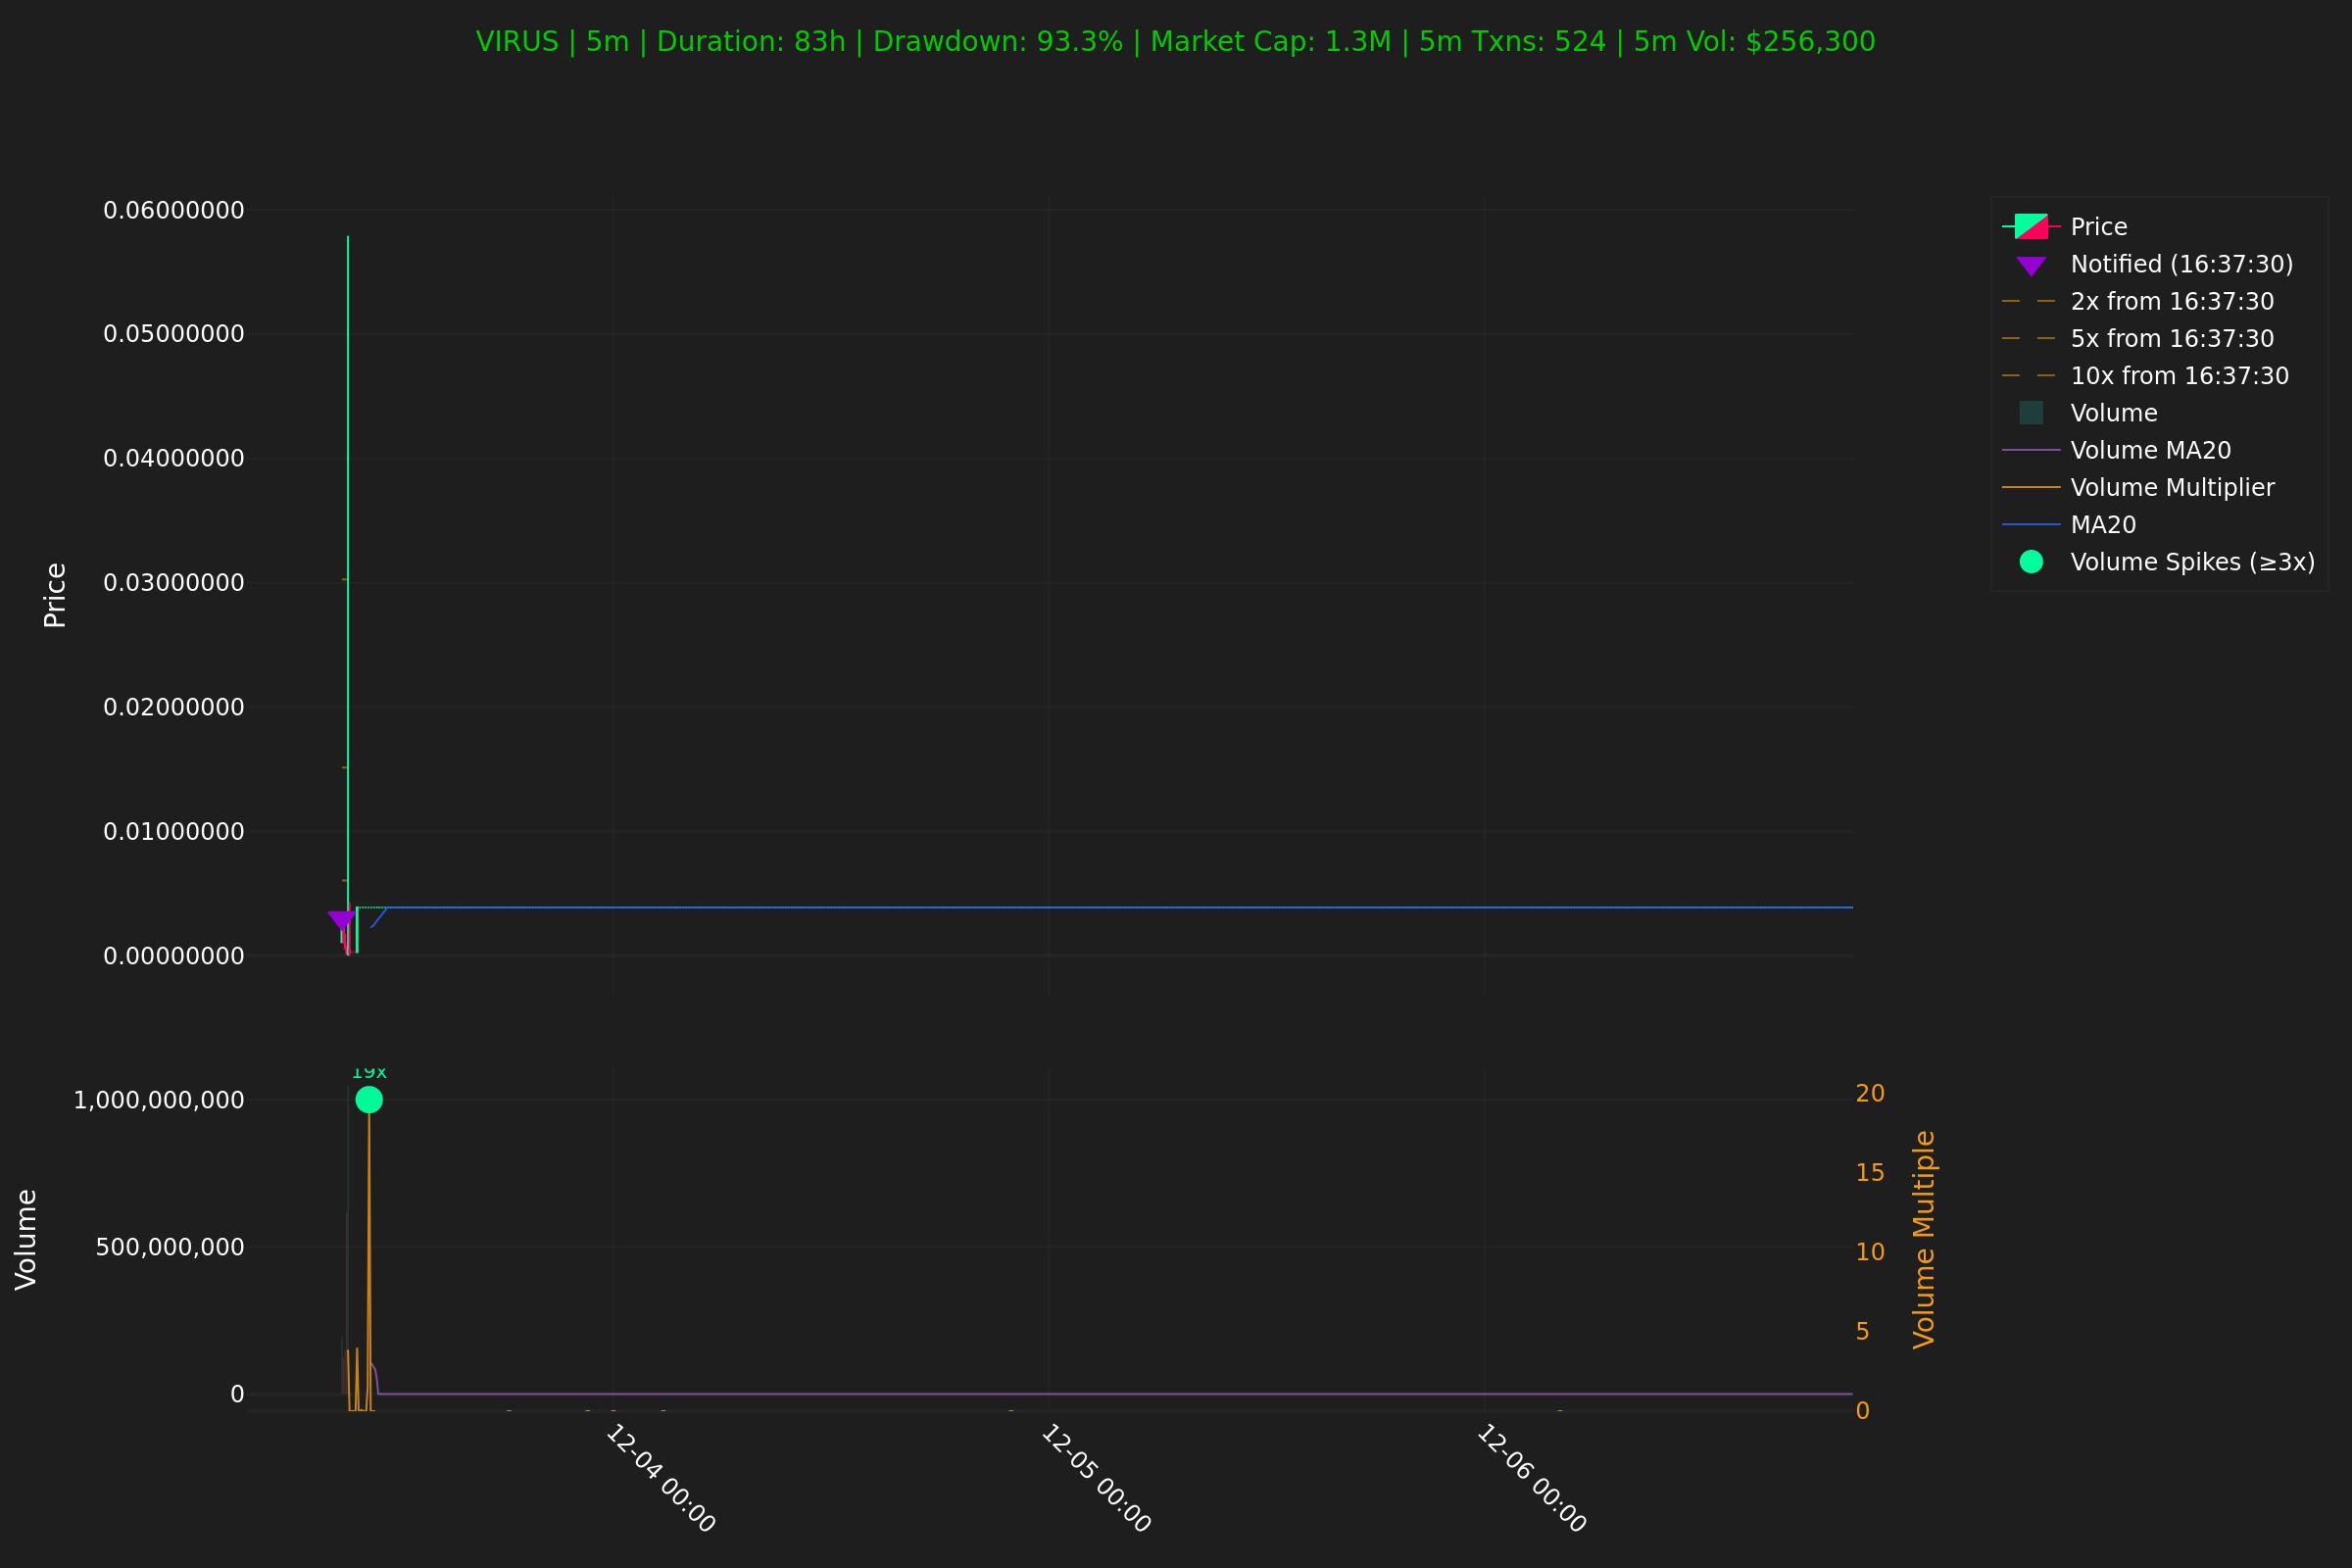 VIRUS | 5m | Duration: 83h | Drawdown: 93.3% | Market Cap: 1.3M | 5m Txns: 524 | 5m Vol: $256,300
Price
0.06000000
0.05000000
0.04000000
0.03000000
0.02000000
0.01000000
0.00000000
Price
Notified (16:37:30)
2x from 16:37:30
5x from 16:37:30
10x from 16:37:30
Volume
Volume MA20
Volume Multiplier
MA20
Volume Spikes (≥3x)
Volume
1,000,000,000
500,000,000
0
19x
20
15
10
5
0
Volume Multiple
12-04 00:00
12-05 00:00
12-06 00:00